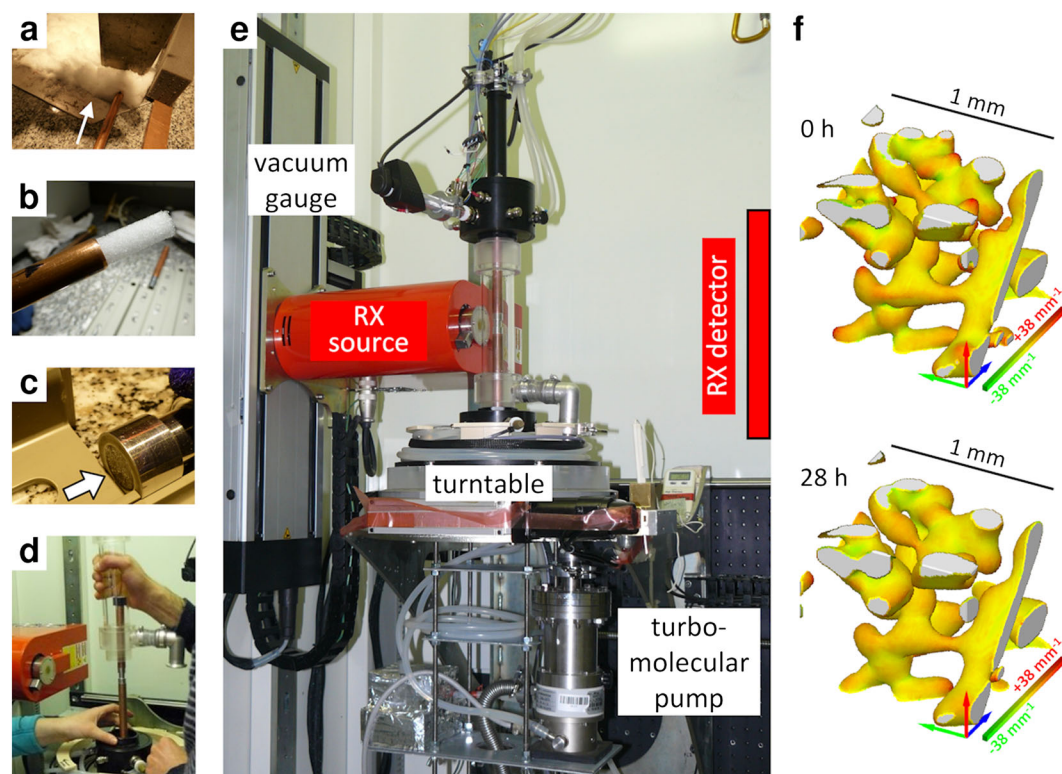 a
b
c
d
e
vacuum
gauge
RX
source
RX detector
turntable
turbo-
molecular
pump
f
1 mm
0 h
+38 mm⁻¹
-38 mm⁻¹
1 mm
28 h
+38 mm⁻¹
-38 mm⁻¹